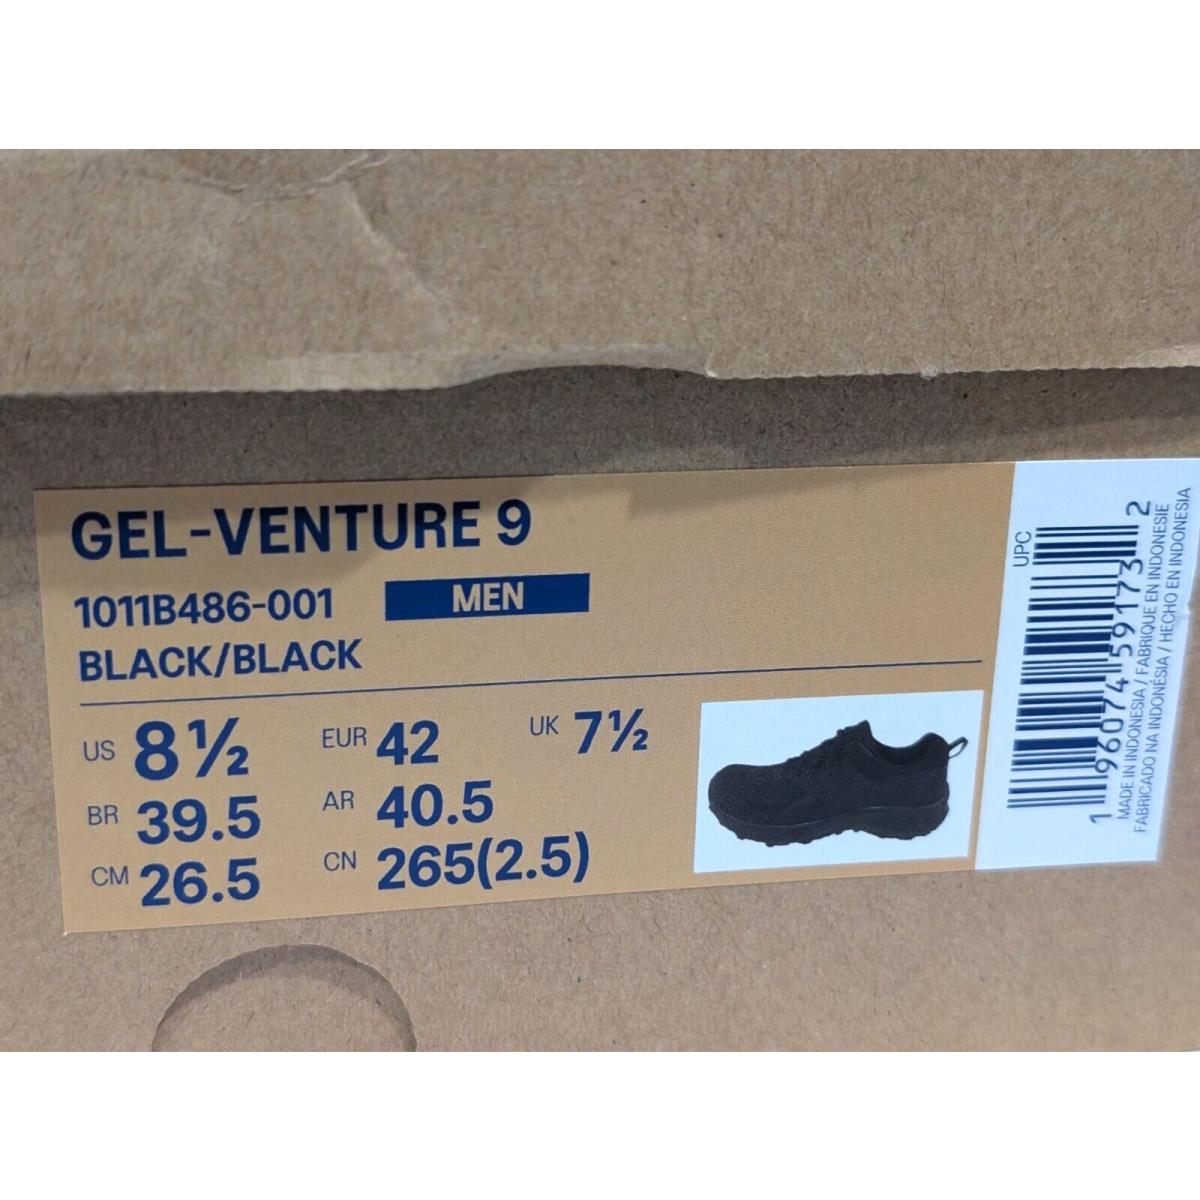 GEL-VENTURE 9
1011B486-001 MEN
BLACK/BLACK
US 8½ EUR 42 UK 7½
BR 39.5 AR 40.5
CM 26.5 CN 265(2.5)
UPC
1 96074 59173 2
MADE IN INDONESIA / FABRIQUE EN INDONESIE
FABRICADO NA INDONÉSIA / HECHO EN INDONESIA